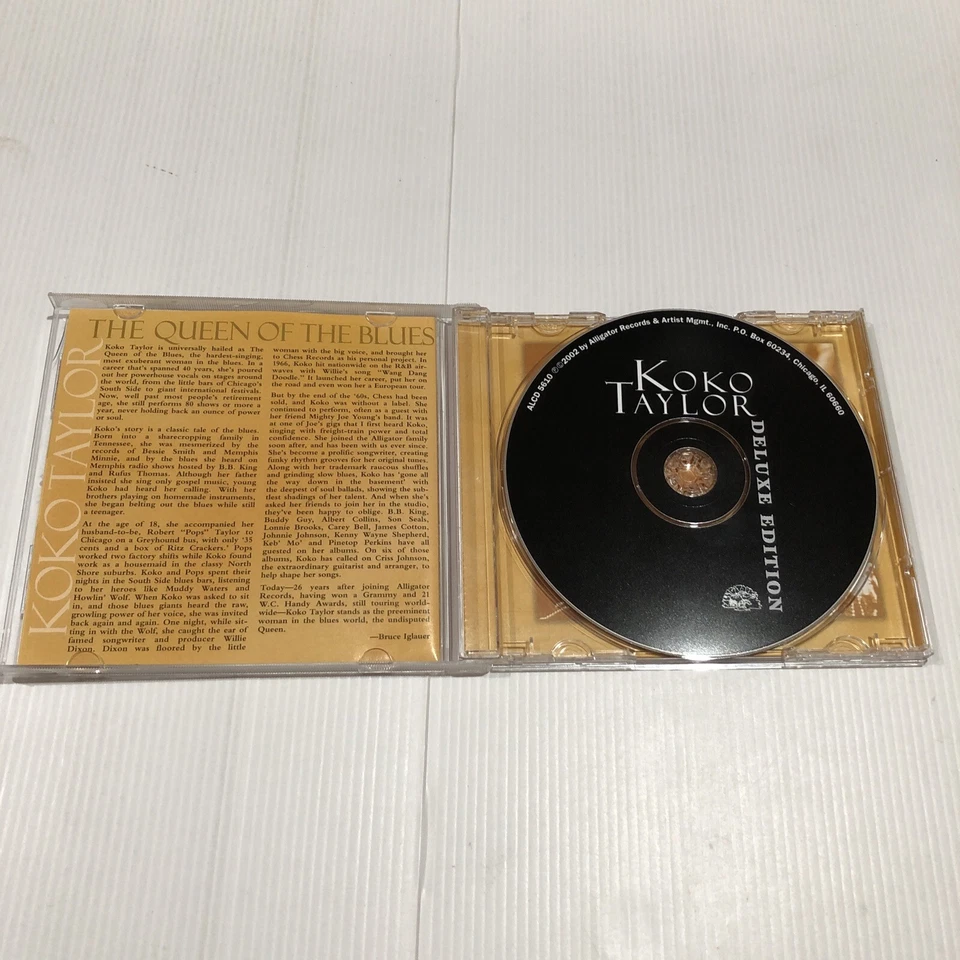 THE QUEEN OF THE BLUES
KOKO TAYLOR
Koko Taylor is universally hailed as The
Queen of the Blues, the hardest-singing,
most exuberant woman in the blues. In a
career that's spanned 40 years, she's poured
out her powerhouse vocals on stages around
the world, from the little bars of Chicago's
South Side to giant international festivals.
Now, well past most people's retirement
age, she still performs 80 shows or more a
year, never holding back an ounce of power
or soul.
Koko's story is a classic tale of the blues.
Born into a sharecropping family in
Tennessee, she was mesmerized by the
records of Bessie Smith and Memphis
Minnie, and by the blues she heard on
Memphis radio shows hosted by B.B. King
and Rufus Thomas. Although her father
insisted she sing only gospel music, young
Koko had heard her calling. With her
brothers playing on homemade instruments,
she began belting out the blues while still
a teenager.
At the age of 18, she accompanied her
husband-to-be, Robert "Pops" Taylor to
Chicago on a Greyhound bus, with only '35
cents and a box of Ritz Crackers.' Pops
worked two factory shifts while Koko found
work as a housemaid in the classy North
Shore suburbs. Koko and Pops spent their
nights in the South Side blues bars, listening
to her heroes like Muddy Waters and
Howlin' Wolf. When Koko was asked to sit
in, and those blues giants heard the raw,
growling power of her voice, she was invited
back again and again. One night, while sit-
ting in with the Wolf, she caught the ear of
famed songwriter and producer Willie
Dixon. Dixon was floored by the little
woman with the big voice, and brought her
to Chess Records as his personal project. In
1966, Koko hit nationwide on the R&B air-
waves with Willie's song "Wang Dang
Doodle." It launched her career, put her on
the road and even won her a European tour.
But by the end of the '60s, Chess had been
sold, and Koko was without a label. She
continued to perform, often as a guest with
her friend Mighty Joe Young's band. It was
at one of Joe's gigs that I first heard Koko,
singing with freight-train power and total
confidence. She joined the Alligator family
soon after, and has been with us ever since.
She's become a prolific songwriter, creating
funky rhythm grooves for her original tunes.
Along with her trademark raucous shuffles
and grinding slow blues, Koko has 'gone all
the way down in the basement' with
the deepest of soul ballads, showing the sub-
tlest shadings of her talent. And when she's
asked her friends to join her in the studio,
they've been happy to oblige. B.B. King,
Buddy Guy, Albert Collins, Son Seals,
Lonnie Brooks, Carey Bell, James Cotton,
Johnnie Johnson, Kenny Wayne Shepherd,
Keb' Mo' and Pinetop Perkins have all
guested on her albums. On six of those
albums, Koko has called on Criss Johnson,
the extraordinary guitarist and arranger, to
help shape her songs.
Today—26 years after joining Alligator
Records, having won a Grammy and 21
W.C. Handy Awards, still touring world-
wide—Koko Taylor stands as the preeminent
woman in the blues world, the undisputed
Queen.
—Bruce Iglauer
ALCD 5610 ℗©2002 by Alligator Records & Artist Mgmt., Inc. P.O. Box 60234, Chicago, IL 60660
KOKO
TAYLOR
DELUXE EDITION